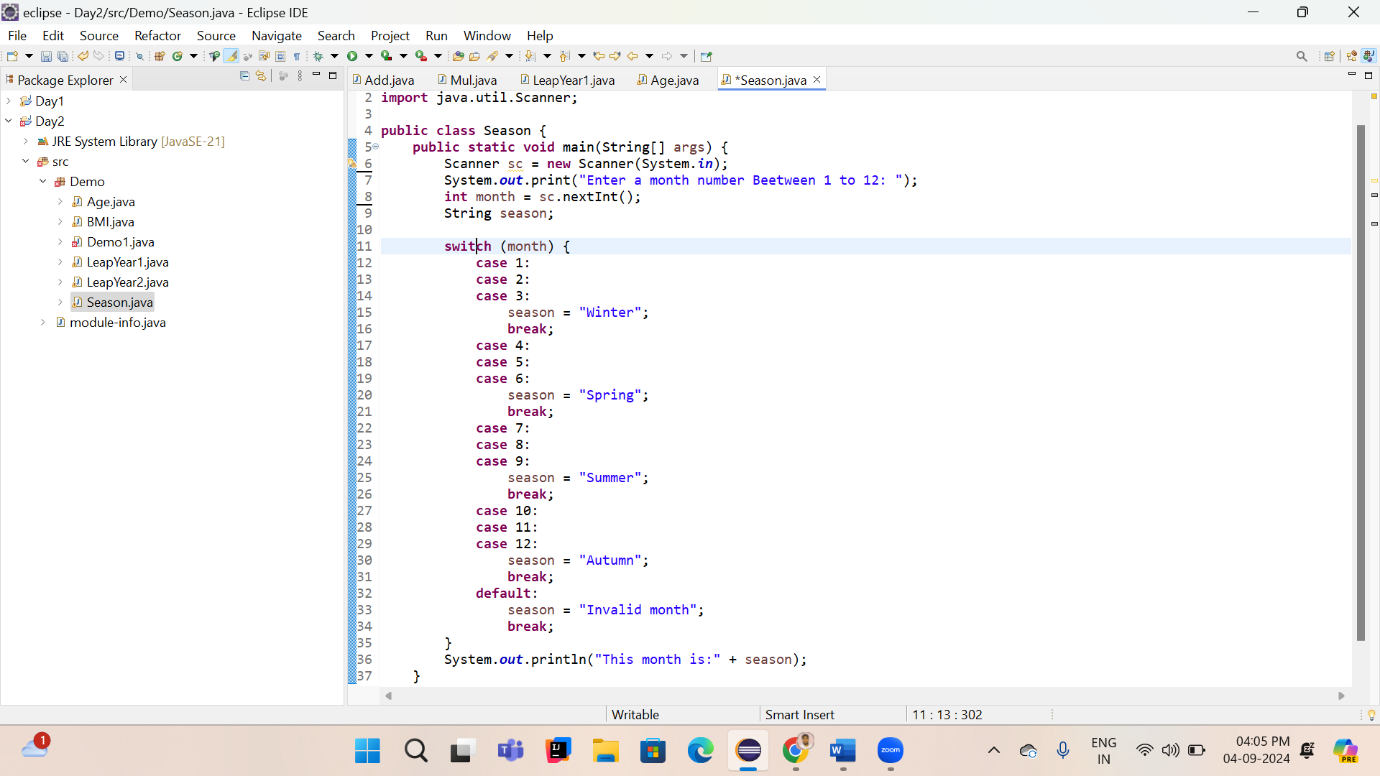 eclipse - Day2/src/Demo/Season.java - Eclipse IDE
File Edit Source Refactor Source Navigate Search Project Run Window Help
Package Explorer
Add.java Mul.java LeapYear1.java Age.java *Season.java
Day1
Day2
JRE System Library [JavaSE-21]
src
Demo
Age.java
BMI.java
Demo1.java
LeapYear1.java
LeapYear2.java
Season.java
module-info.java
2 import java.util.Scanner;
3
4 public class Season {
5 public static void main(String[] args) {
6 Scanner sc = new Scanner(System.in);
7 System.out.print("Enter a month number Beetween 1 to 12: ");
8 int month = sc.nextInt();
9 String season;
10
11 switch (month) {
12 case 1:
13 case 2:
14 case 3:
15 season = "Winter";
16 break;
17 case 4:
18 case 5:
19 case 6:
20 season = "Spring";
21 break;
22 case 7:
23 case 8:
24 case 9:
25 season = "Summer";
26 break;
27 case 10:
28 case 11:
29 case 12:
30 season = "Autumn";
31 break;
32 default:
33 season = "Invalid month";
34 break;
35 }
36 System.out.println("This month is:" + season);
37 }
Writable Smart Insert 11 : 13 : 302
1
zoom
ENG
IN
04:05 PM
04-09-2024
PRE